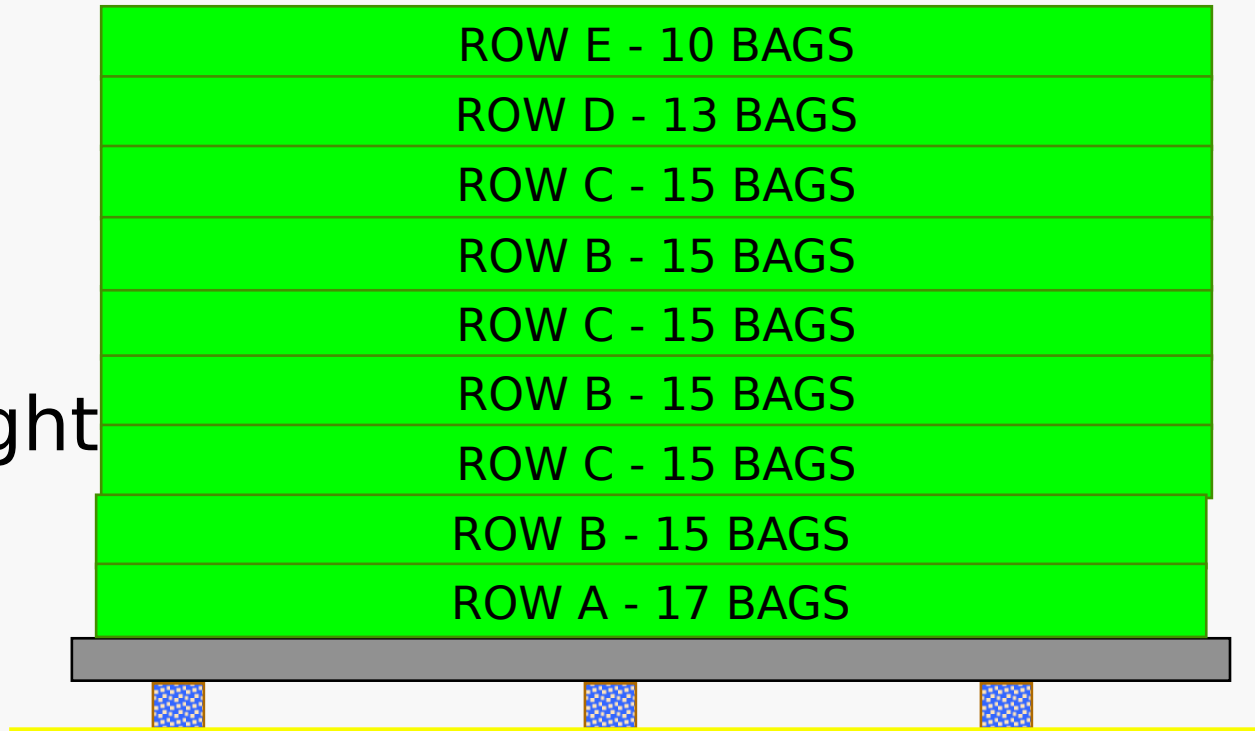 ROW E - 10 BAGS
ROW D - 13 BAGS
ROW C - 15 BAGS
ROW B - 15 BAGS
ROW C - 15 BAGS
ROW B - 15 BAGS
ght
ROW C - 15 BAGS
ROW B - 15 BAGS
ROW A - 17 BAGS